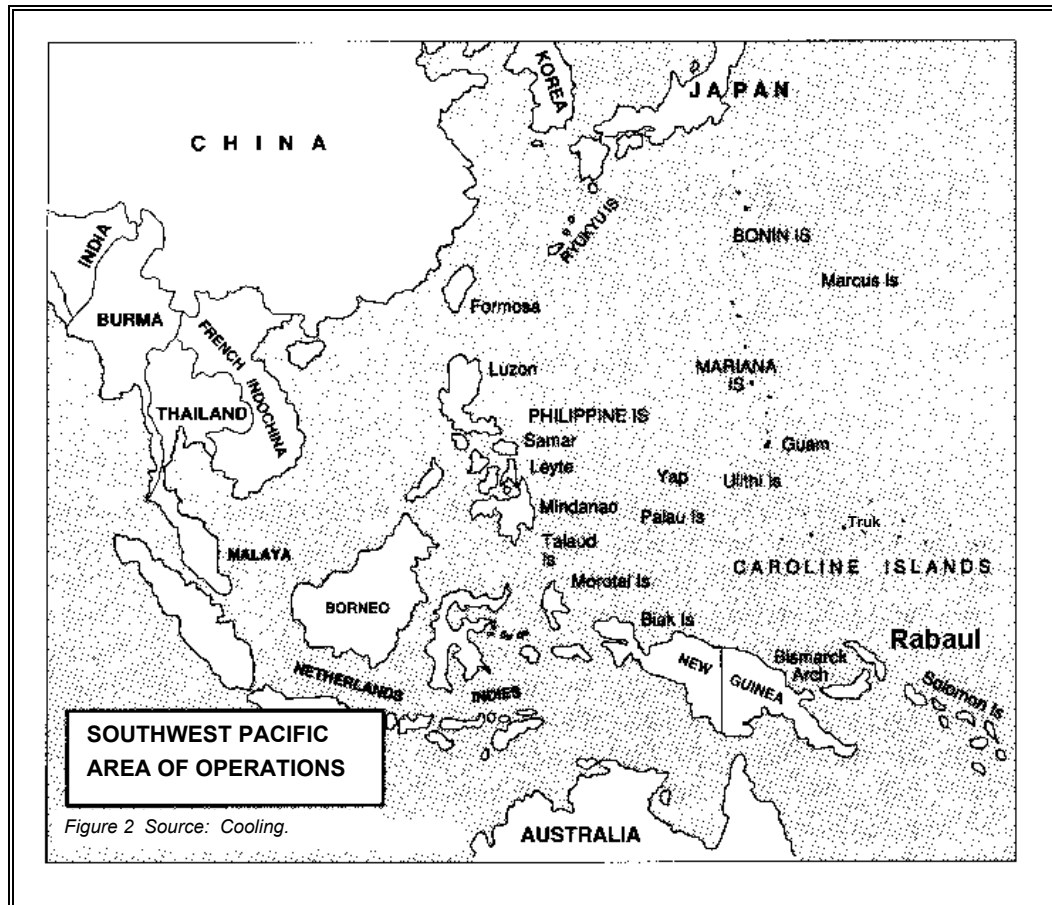 KOREA
JAPAN
CHINA
RYUKYU IS
BONIN IS
INDIA
Marcus Is
BURMA
Formosa
FRENCH INDOCHINA
Luzon
MARIANA
IS
THAILAND
PHILIPPINE IS
Samar
Guam
Leyte
Yap
Ulithi Is
Mindanao
Palau Is
Truk
Talaud
Is
MALAYA
CAROLINE ISLANDS
Morotai Is
BORNEO
Biak Is
Rabaul
Bismarck
Arch
NEW GUINEA
Solomon Is
NETHERLANDS INDIES
SOUTHWEST PACIFIC
AREA OF OPERATIONS
Figure 2 Source: Cooling.
AUSTRALIA